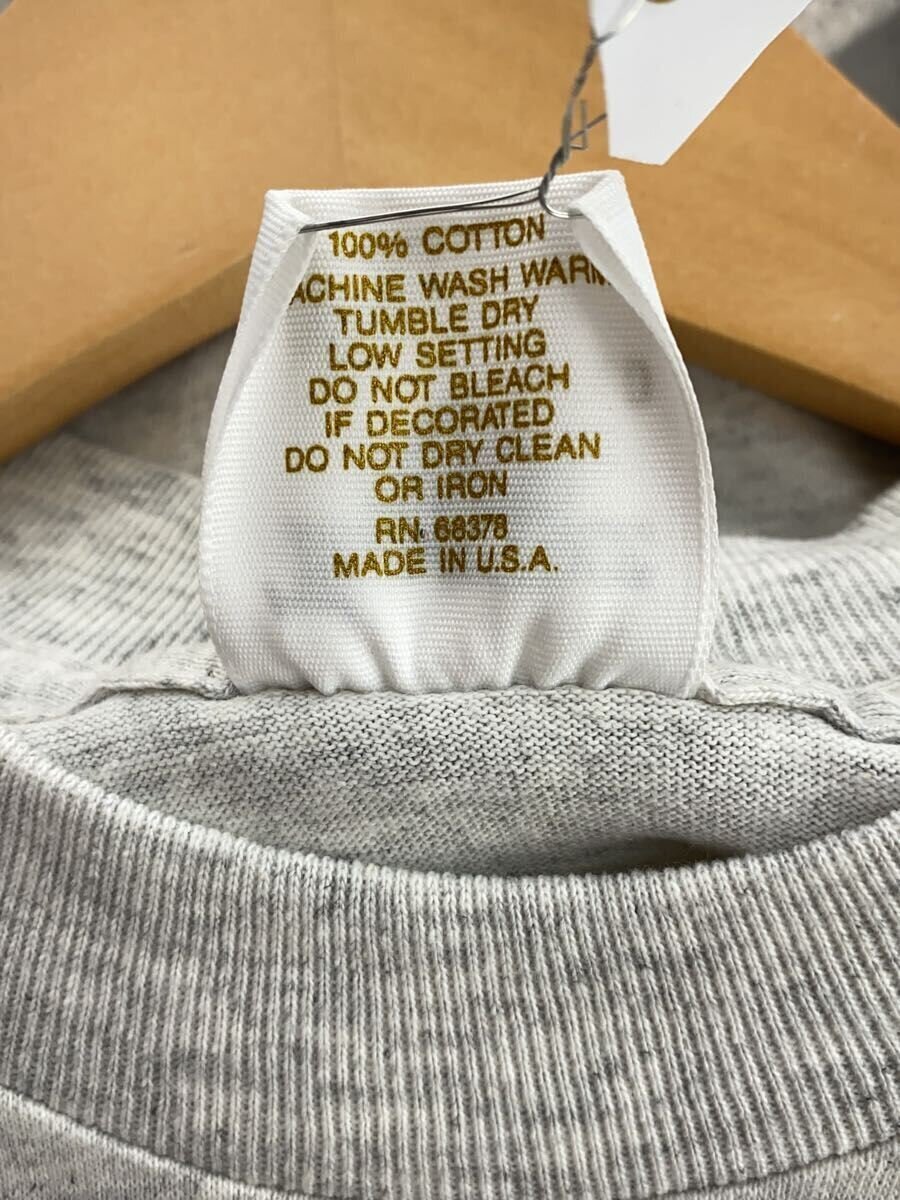 100% COTTON
ACHINE WASH WARM
TUMBLE DRY
LOW SETTING
DO NOT BLEACH
IF DECORATED
DO NOT DRY CLEAN
OR IRON
RN. 68378
MADE IN U.S.A.